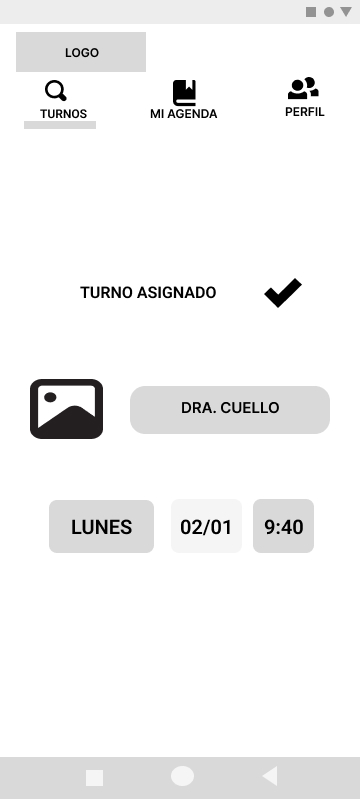 LOGO
TURNOS
MI AGENDA
PERFIL
TURNO ASIGNADO
DRA. CUELLO
LUNES
02/01
9:40